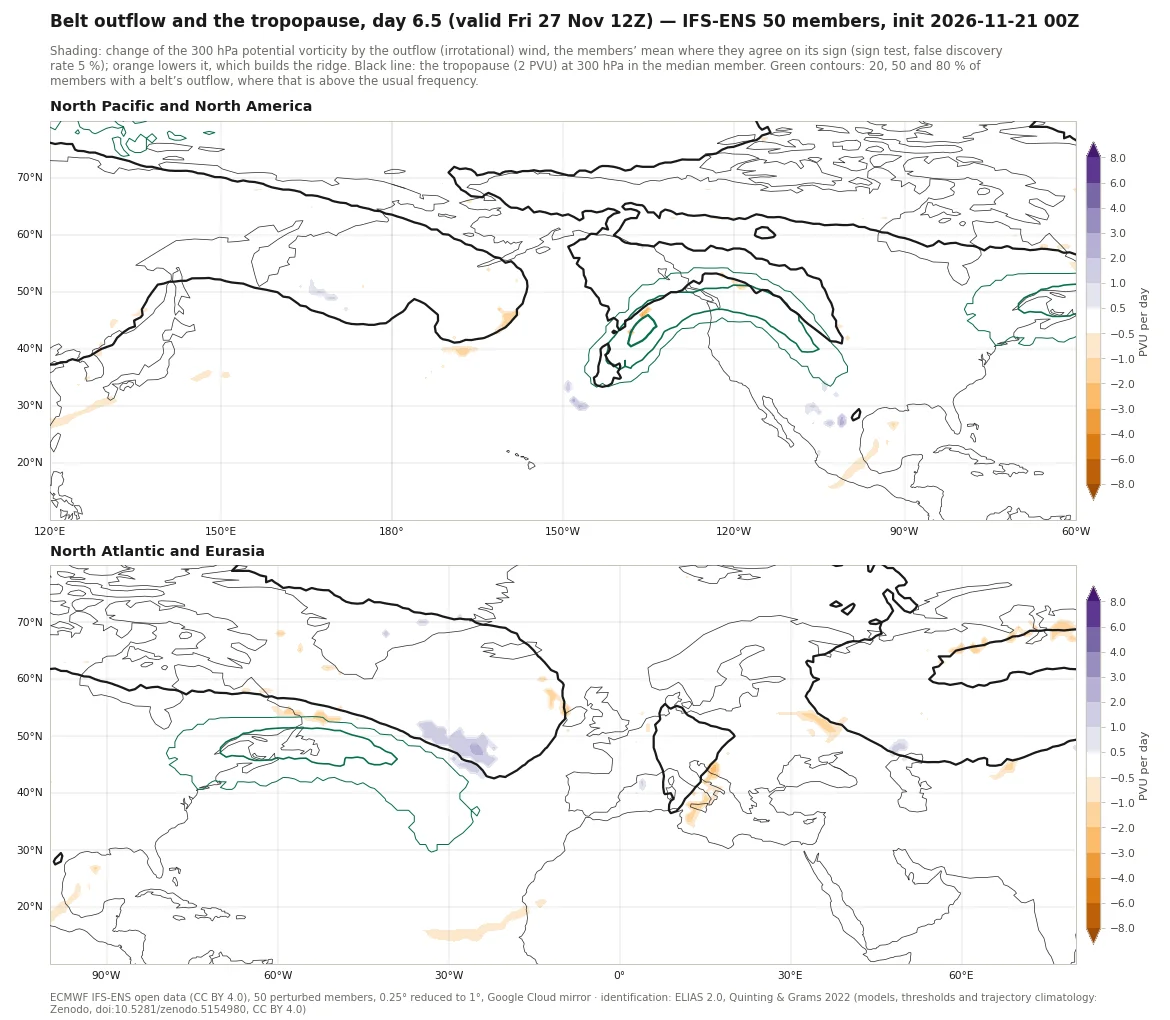 Belt outflow and the tropopause, day 6.5 (valid Fri 27 Nov 12Z) — IFS-ENS 50 members, init 2026-11-21 00Z
Shading: change of the 300 hPa potential vorticity by the outflow (irrotational) wind, the members’ mean where they agree on its sign (sign test, false discovery
rate 5 %); orange lowers it, which builds the ridge. Black line: the tropopause (2 PVU) at 300 hPa in the median member. Green contours: 20, 50 and 80 % of
members with a belt’s outflow, where that is above the usual frequency.
North Pacific and North America
70°N
60°N
50°N
40°N
30°N
20°N
120°E 150°E 180° 150°W 120°W 90°W 60°W
8.0
6.0
4.0
3.0
2.0
1.0
0.5
−0.5
−1.0
−2.0
−3.0
−4.0
−6.0
−8.0
PVU per day
North Atlantic and Eurasia
70°N
60°N
50°N
40°N
30°N
20°N
90°W 60°W 30°W 0° 30°E 60°E
8.0
6.0
4.0
3.0
2.0
1.0
0.5
−0.5
−1.0
−2.0
−3.0
−4.0
−6.0
−8.0
PVU per day
ECMWF IFS-ENS open data (CC BY 4.0), 50 perturbed members, 0.25° reduced to 1°, Google Cloud mirror · identification: ELIAS 2.0, Quinting & Grams 2022 (models, thresholds and trajectory climatology:
Zenodo, doi:10.5281/zenodo.5154980, CC BY 4.0)